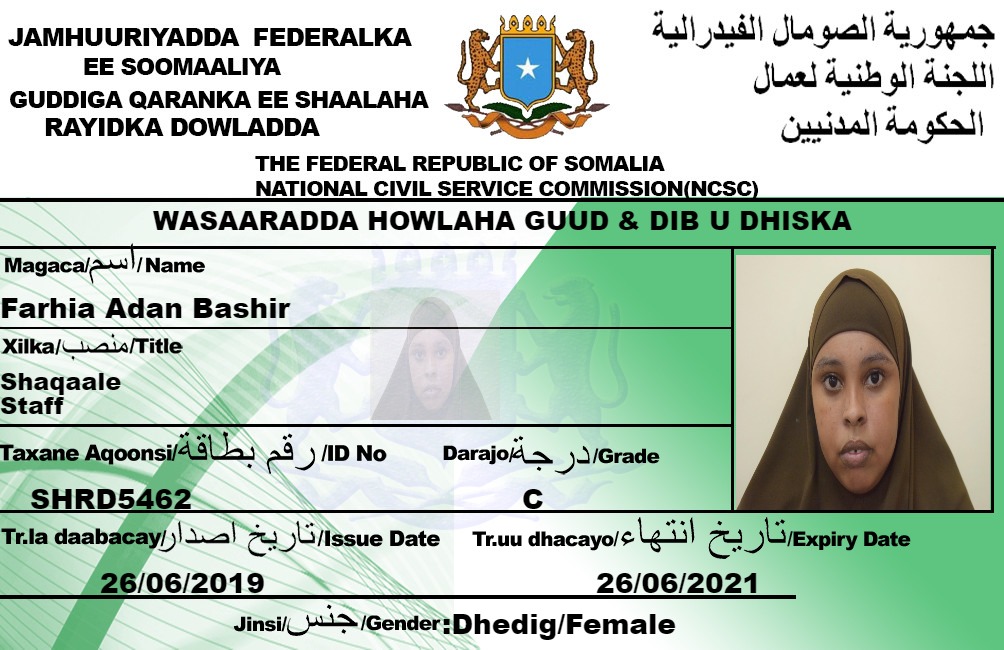 JAMHUURIYADDA FEDERALKA
EE SOOMAALIYA
GUDDIGA QARANKA EE SHAALAHA
RAYIDKA DOWLADDA
جمهورية الصومال الفيدرالية
اللجنة الوطنية لعمال
الحكومة المدنيين
THE FEDERAL REPUBLIC OF SOMALIA
NATIONAL CIVIL SERVICE COMMISSION(NCSC)
WASAARADDA HOWLAHA GUUD & DIB U DHISKA
Magaca/اسم/ Name
Farhia Adan Bashir
Xilka/منصب/Title
Shaqaale
Staff
Taxane Aqoonsi/رقم بطاقة /ID No
Darajo/درجة/Grade
SHRD5462
C
Tr.la daabacay/تاريخ اصدار/Issue Date
Tr.uu dhacayo/تاريخ انتهاء/Expiry Date
26/06/2019
26/06/2021
Jinsi/جنس/Gender:Dhedig/Female